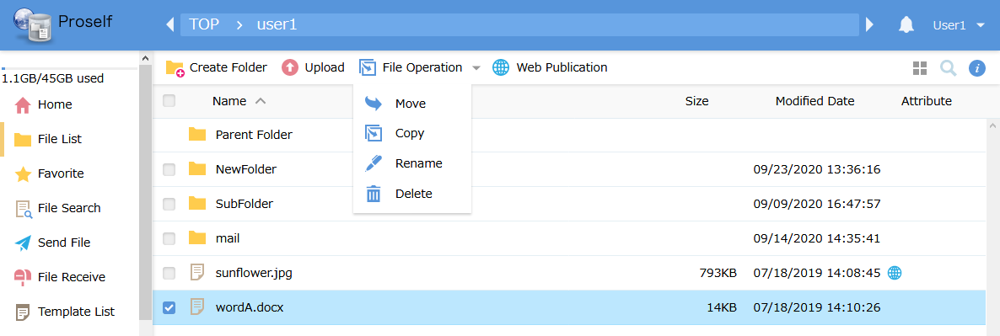 Proself
TOP > user1
User1
1.1GB/45GB used
Home
File List
Favorite
File Search
Send File
File Receive
Template List
Create Folder Upload File Operation Web Publication
Move
Copy
Rename
Delete
Name Size Modified Date Attribute
Parent Folder
NewFolder 09/23/2020 13:36:16
SubFolder 09/09/2020 16:47:57
mail 09/14/2020 14:35:41
sunflower.jpg 793KB 07/18/2019 14:08:45
wordA.docx 14KB 07/18/2019 14:10:26